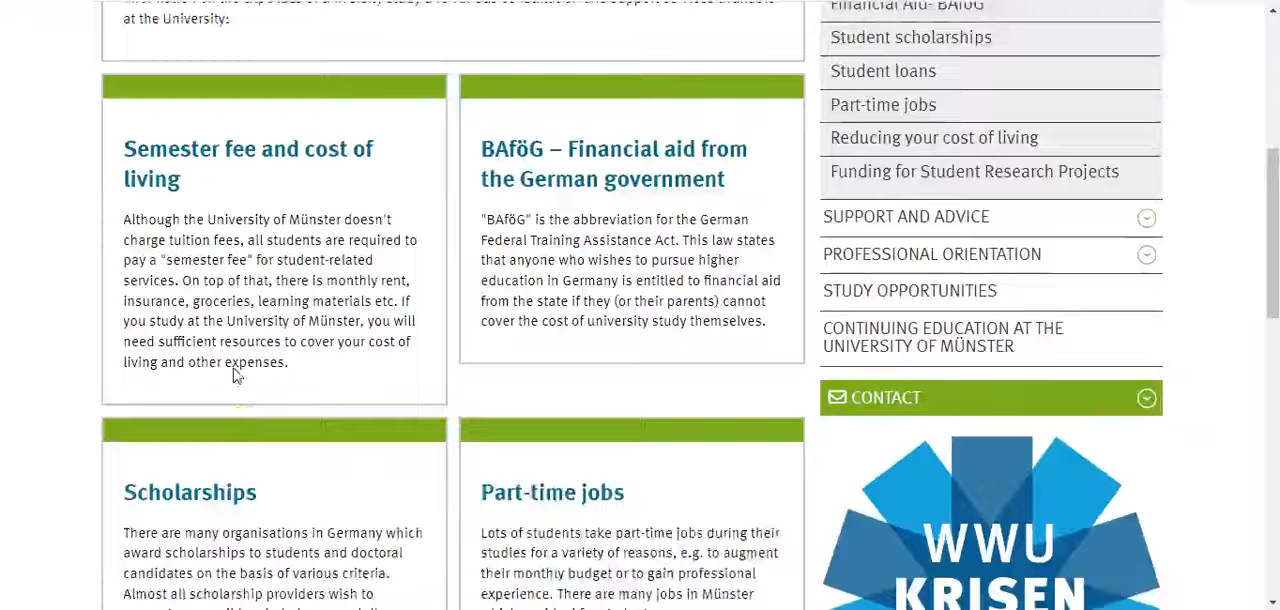 at the University:
Semester fee and cost of
living
Although the University of Münster doesn't
charge tuition fees, all students are required to
pay a "semester fee" for student-related
services. On top of that, there is monthly rent,
insurance, groceries, learning materials etc. If
you study at the University of Münster, you will
need sufficient resources to cover your cost of
living and other expenses.
BAföG – Financial aid from
the German government
"BAföG" is the abbreviation for the German
Federal Training Assistance Act. This law states
that anyone who wishes to pursue higher
education in Germany is entitled to financial aid
from the state if they (or their parents) cannot
cover the cost of university study themselves.
Scholarships
There are many organisations in Germany which
award scholarships to students and doctoral
candidates on the basis of various criteria.
Almost all scholarship providers wish to
Part-time jobs
Lots of students take part-time jobs during their
studies for a variety of reasons, e.g. to augment
their monthly budget or to gain professional
experience. There are many jobs in Münster
Financial Aid- BAföG
Student scholarships
Student loans
Part-time jobs
Reducing your cost of living
Funding for Student Research Projects
SUPPORT AND ADVICE
PROFESSIONAL ORIENTATION
STUDY OPPORTUNITIES
CONTINUING EDUCATION AT THE
UNIVERSITY OF MÜNSTER
CONTACT
WWU
KRISEN